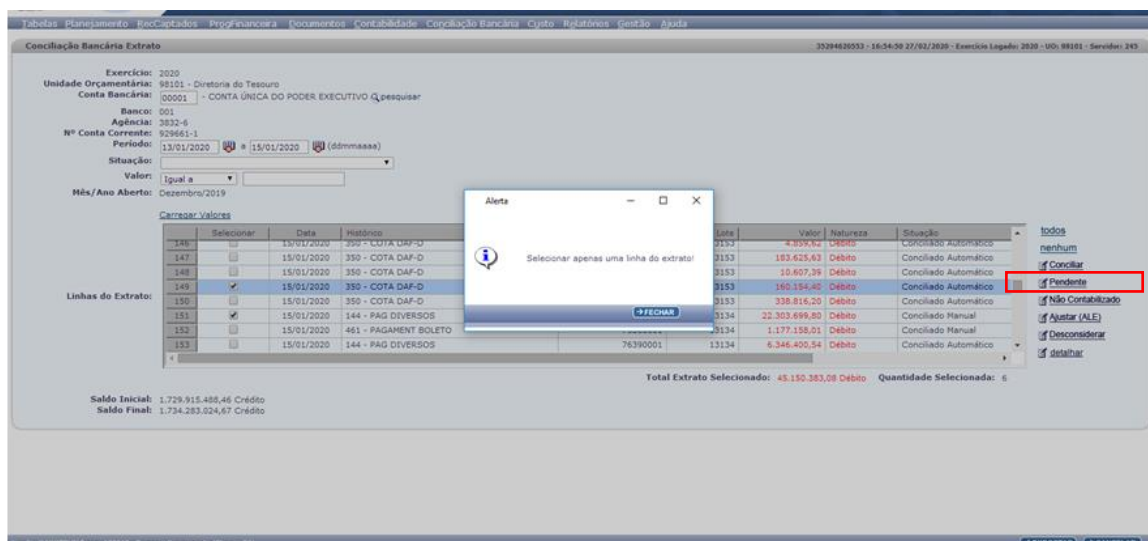 Tabelas Planejamento RecCaptados ProgFinanceira Documentos Contabilidade Conciliação Bancária Custo Relatórios Gestão Ajuda
Conciliação Bancária Extrato
35204620553 - 16:54:50 27/02/2020 - Exercício Logado: 2020 - UO: 98101 - Servidor: 245
Exercício: 2020
Unidade Orçamentária: 98101 - Diretoria do Tesouro
Conta Bancária: 00001 - CONTA ÚNICA DO PODER EXECUTIVO pesquisar
Banco: 001
Agência: 3832-6
Nº Conta Corrente: 929661-1
Período: 13/01/2020 a 15/01/2020 (ddmmaaaa)
Situação:
Valor: Igual a
Mês/Ano Aberto: Dezembro/2019
Carregar Valores
Selecionar Data Histórico Lote Valor Natureza Situação
146 15/01/2020 350 - COTA DAF-D 3153 4.859,62 Débito Conciliado Automático
147 15/01/2020 350 - COTA DAF-D 3153 183.625,63 Débito Conciliado Automático
148 15/01/2020 350 - COTA DAF-D 3153 10.607,39 Débito Conciliado Automático
149 15/01/2020 350 - COTA DAF-D 3153 160.154,40 Débito Conciliado Automático
Linhas do Extrato:
150 15/01/2020 350 - COTA DAF-D 3153 338.816,20 Débito Conciliado Automático
151 15/01/2020 144 - PAG DIVERSOS 3134 22.303.699,80 Débito Conciliado Manual
152 15/01/2020 461 - PAGAMENT BOLETO 13134 1.177.158,01 Débito Conciliado Manual
153 15/01/2020 144 - PAG DIVERSOS 76390001 13134 6.346.400,54 Débito Conciliado Automático
todos
nenhum
Conciliar
Pendente
Não Contabilizado
Ajustar (ALE)
Desconsiderar
detalhar
Alerta
Selecionar apenas uma linha do extrato!
FECHAR
Total Extrato Selecionado: 45.150.383,08 Débito Quantidade Selecionada: 6
Saldo Inicial: 1.729.915.488,46 Crédito
Saldo Final: 1.734.283.024,67 Crédito